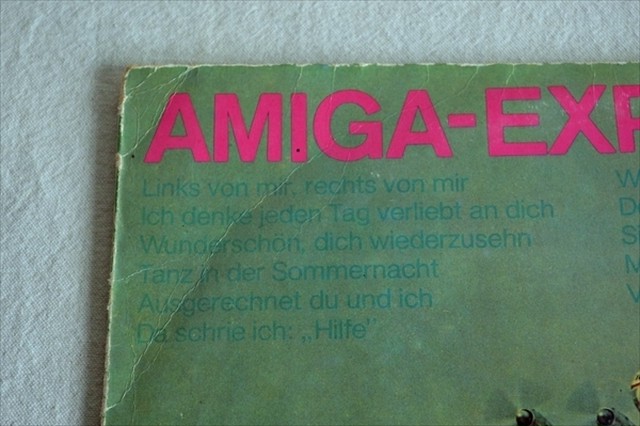 AMIGA-EXP
Links von mir, rechts von mir
Ich denke jeden Tag verliebt an dich
Wunderschön, dich wiederzusehn
Tanz in der Sommernacht
Ausgerechnet du und ich
Da schrie ich: „Hilfe”